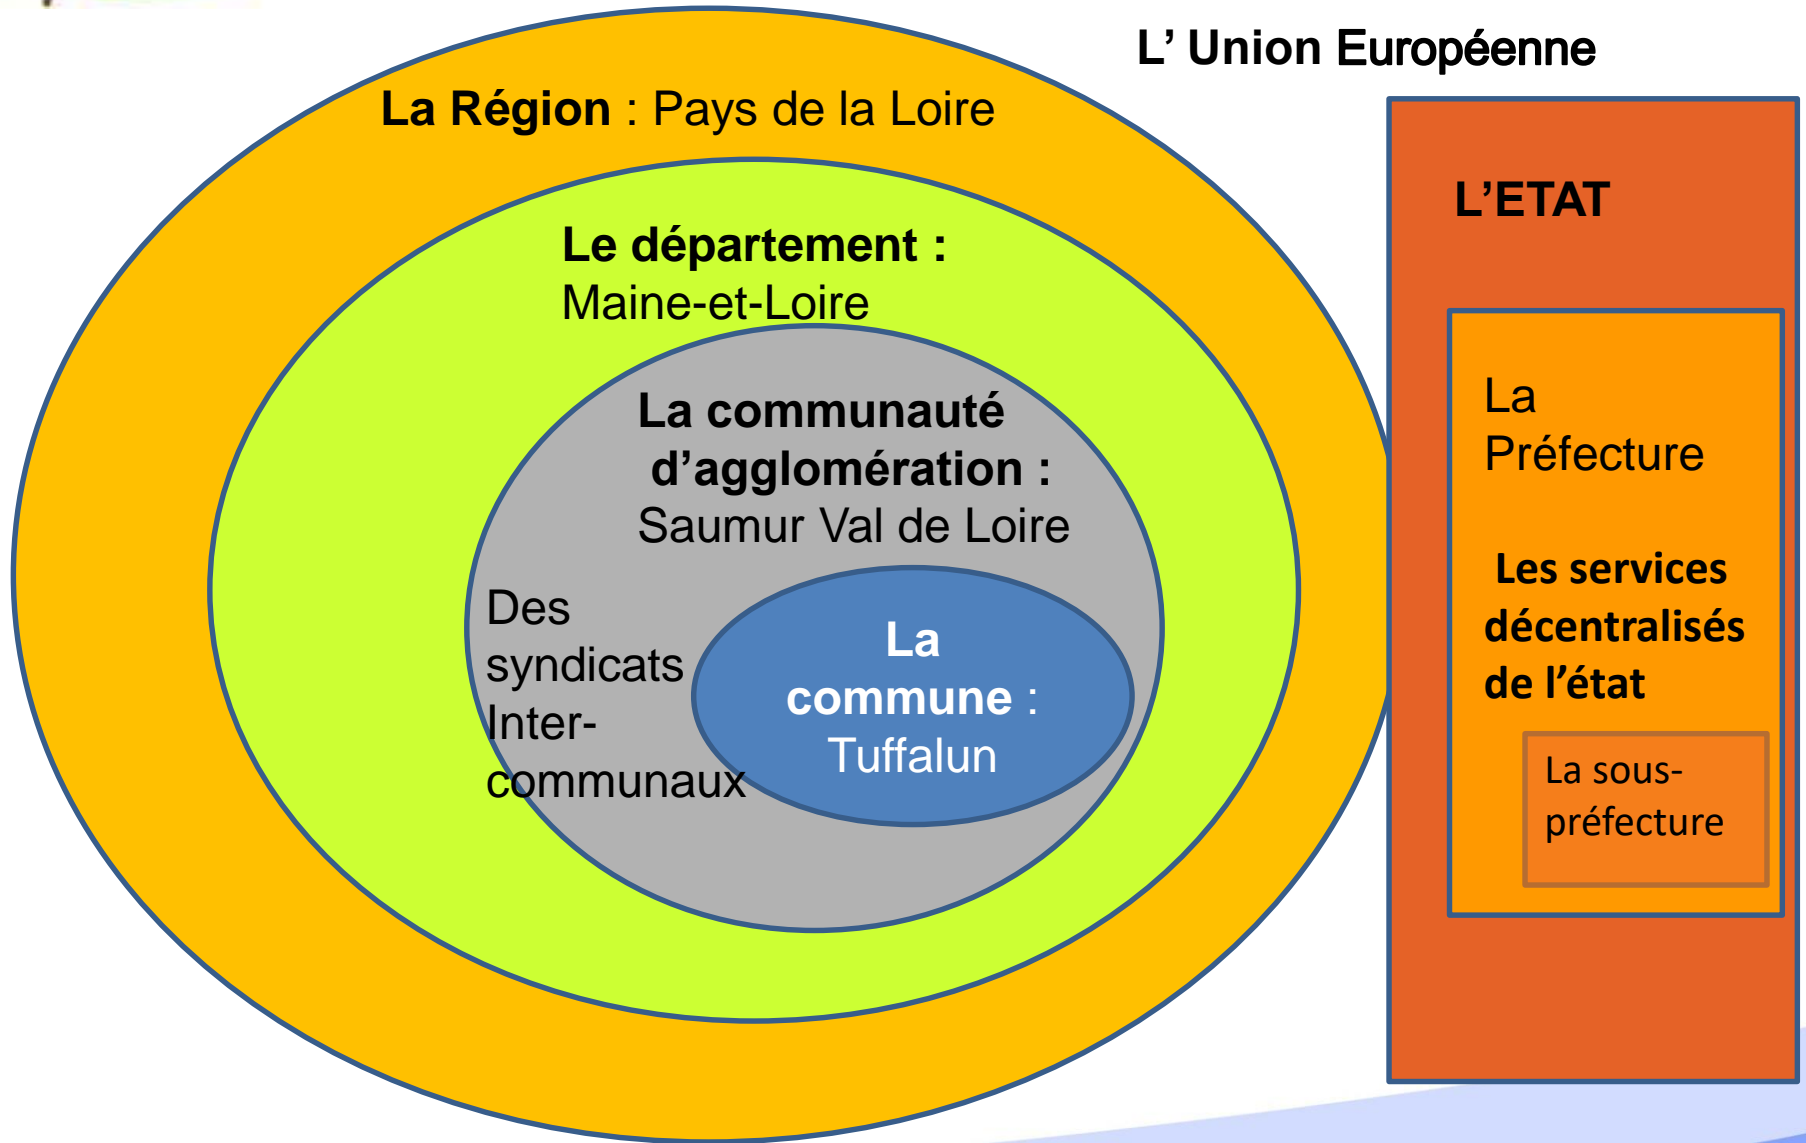 L’ Union Européenne
La Région : Pays de la Loire
Le département :
Maine-et-Loire
La communauté
d’agglomération :
Saumur Val de Loire
Des
syndicats
Inter-
communaux
La
commune :
Tuffalun
L’ETAT
La
Préfecture
Les services
décentralisés
de l’état
La sous-
préfecture